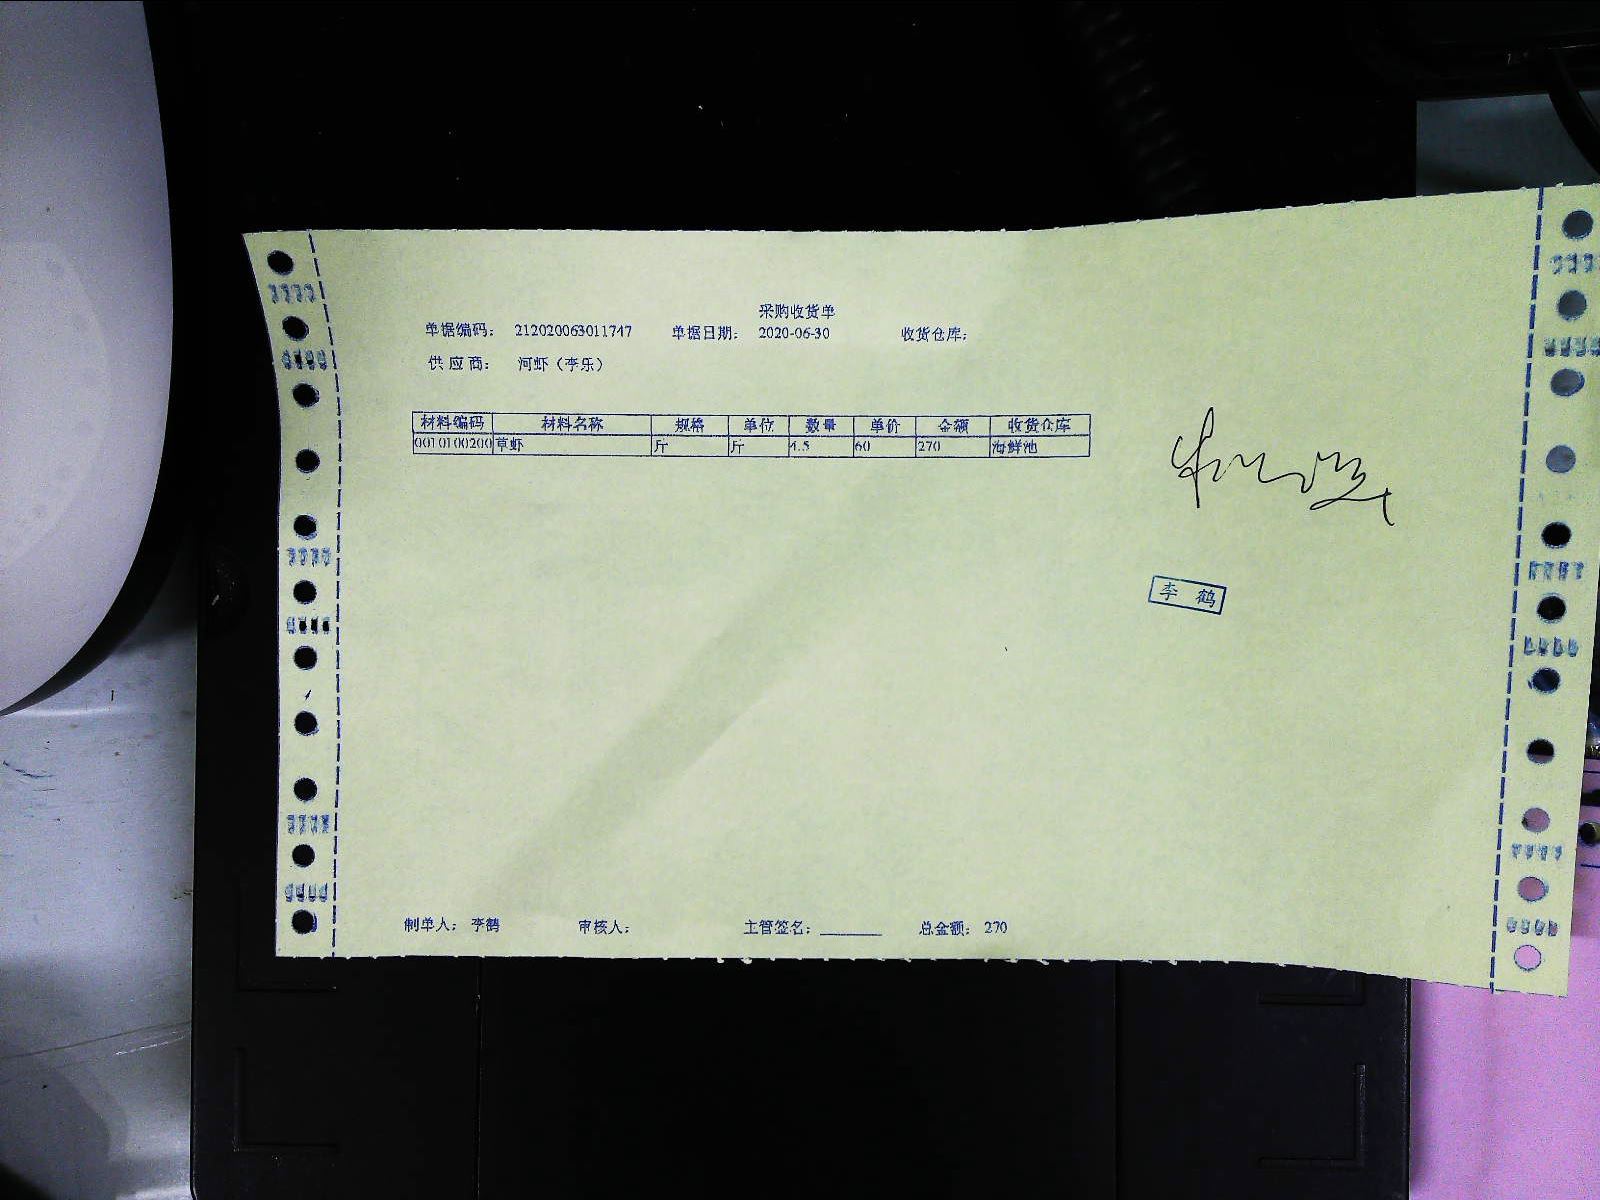 采购收货单
单据编码： 212020063011747 单据日期： 2020-06-30 收货仓库：
供 应 商： 河虾（李乐）
材料编码 材料名称 规格 单位 数量 单价 金额 收货仓库
0010100200 草虾 斤 斤 4.5 60 270 海鲜池
李 鹤
制单人： 李鹤 审核人： 主管签名：________ 总金额： 270